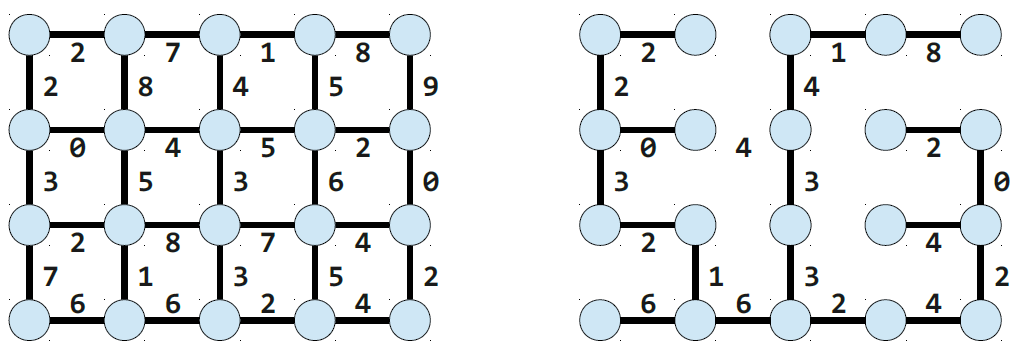 2 7 1 8 2 1 8
2 8 4 5 9 2 4
0 4 5 2 0 4 2
3 5 3 6 0 3 3 0
2 8 7 4 2 4
7 1 3 5 2 1 3 2
6 6 2 4 6 6 2 4